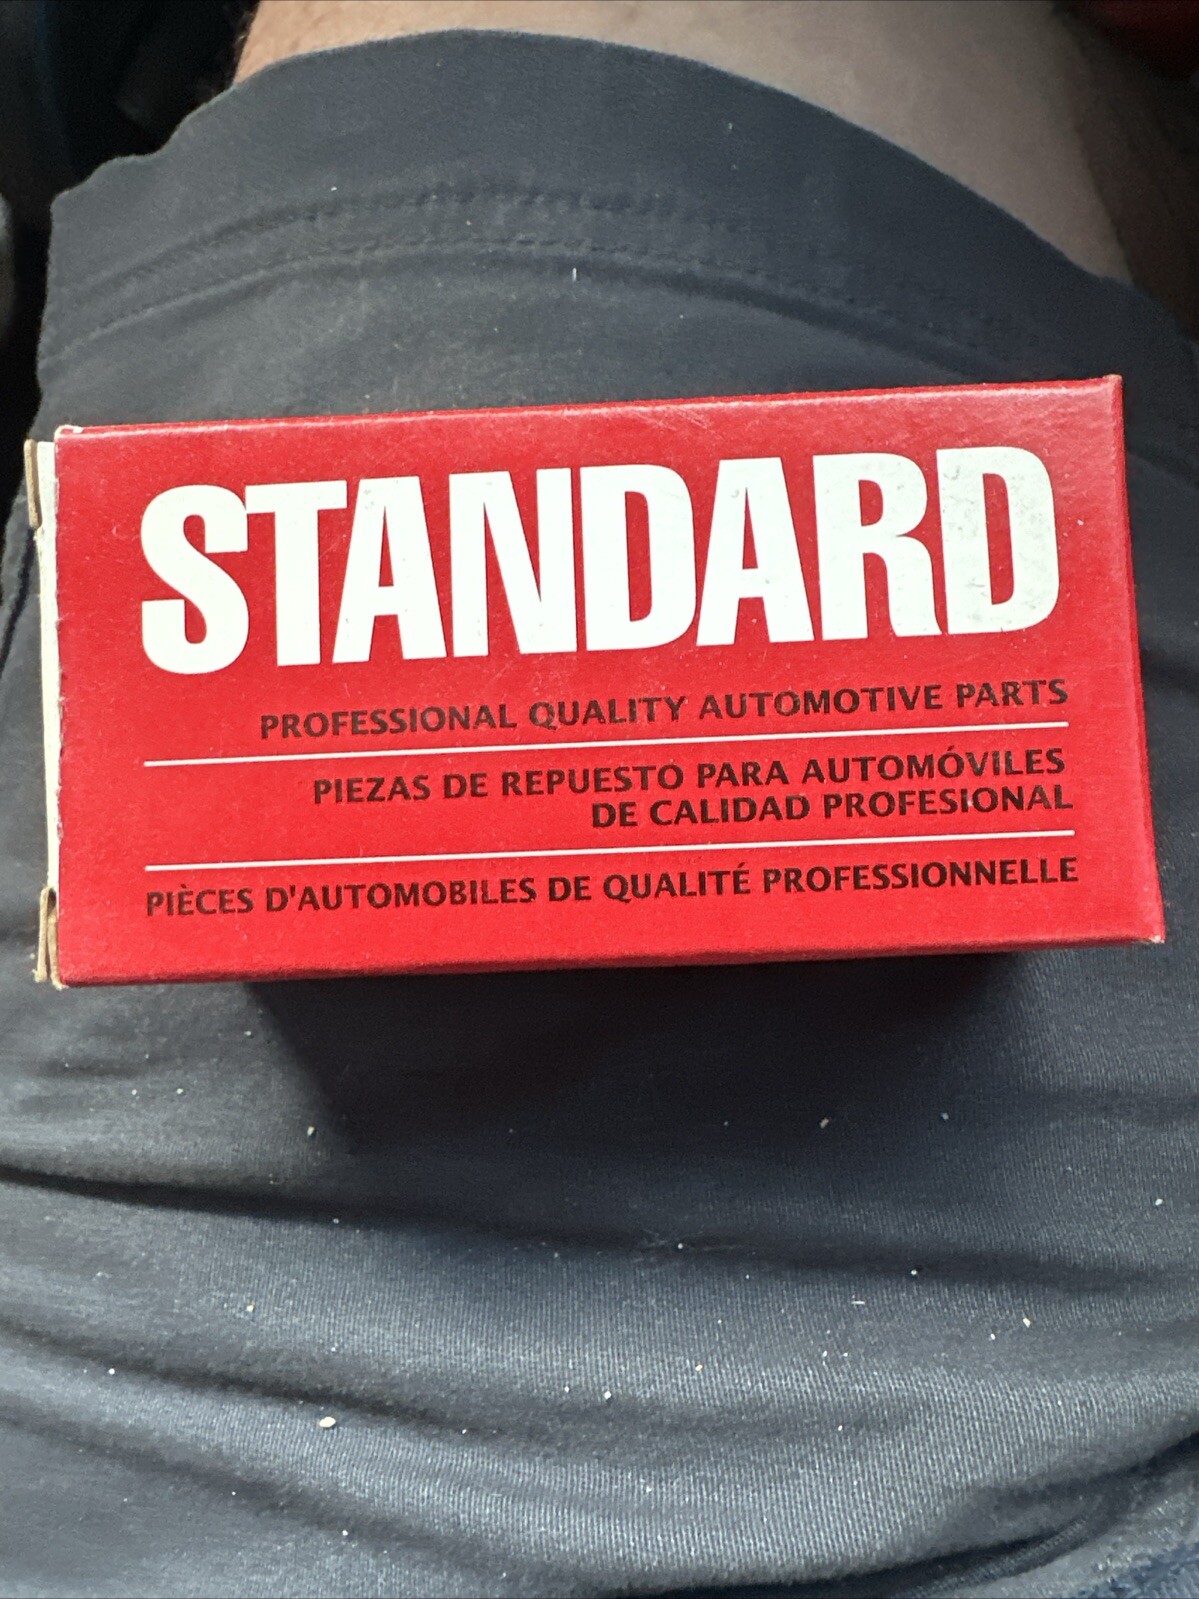 STANDARD
PROFESSIONAL QUALITY AUTOMOTIVE PARTS
PIEZAS DE REPUESTO PARA AUTOMÓVILES
DE CALIDAD PROFESIONAL
PIÈCES D'AUTOMOBILES DE QUALITÉ PROFESSIONNELLE